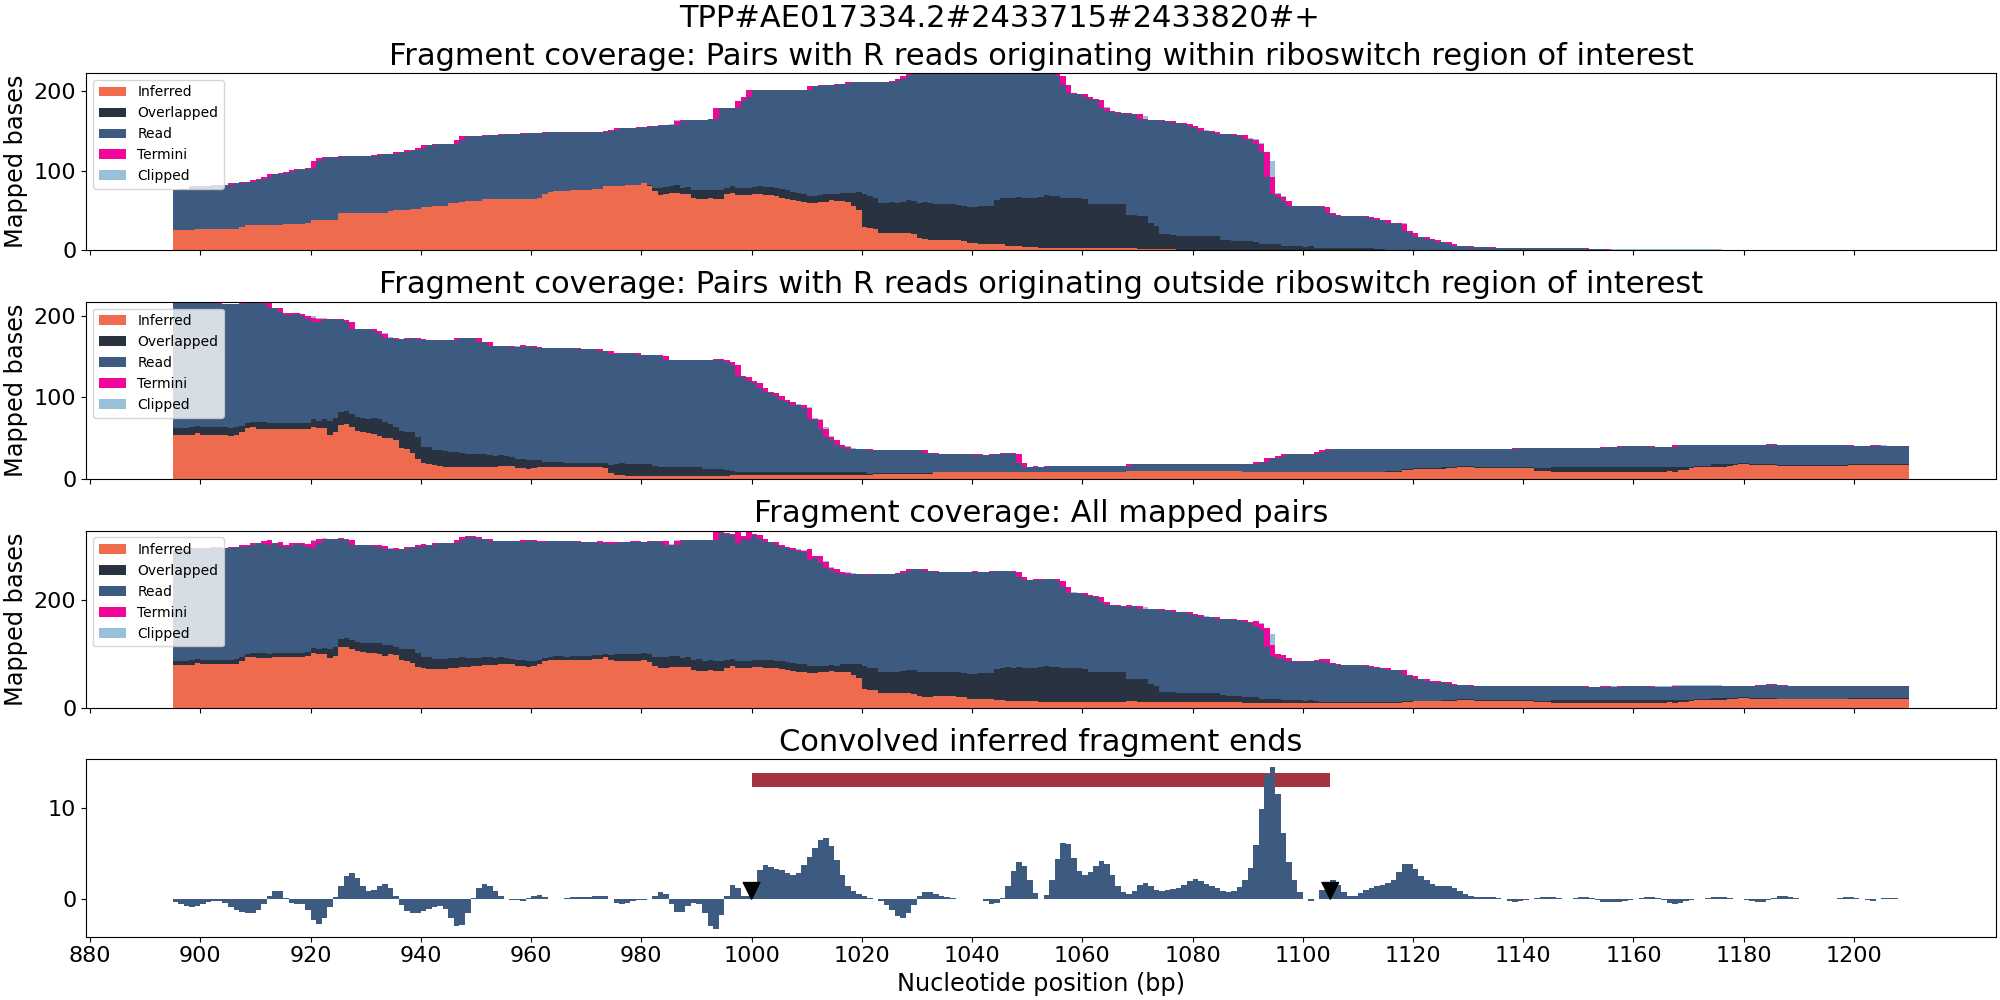 TPP#AE017334.2#2433715#2433820#+
Fragment coverage: Pairs with R reads originating within riboswitch region of interest
Mapped bases
200
100
0
Inferred
Overlapped
Read
Termini
Clipped
Fragment coverage: Pairs with R reads originating outside riboswitch region of interest
Mapped bases
200
100
0
Inferred
Overlapped
Read
Termini
Clipped
Fragment coverage: All mapped pairs
Mapped bases
200
0
Inferred
Overlapped
Read
Termini
Clipped
Convolved inferred fragment ends
10
0
880 900 920 940 960 980 1000 1020 1040 1060 1080 1100 1120 1140 1160 1180 1200
Nucleotide position (bp)